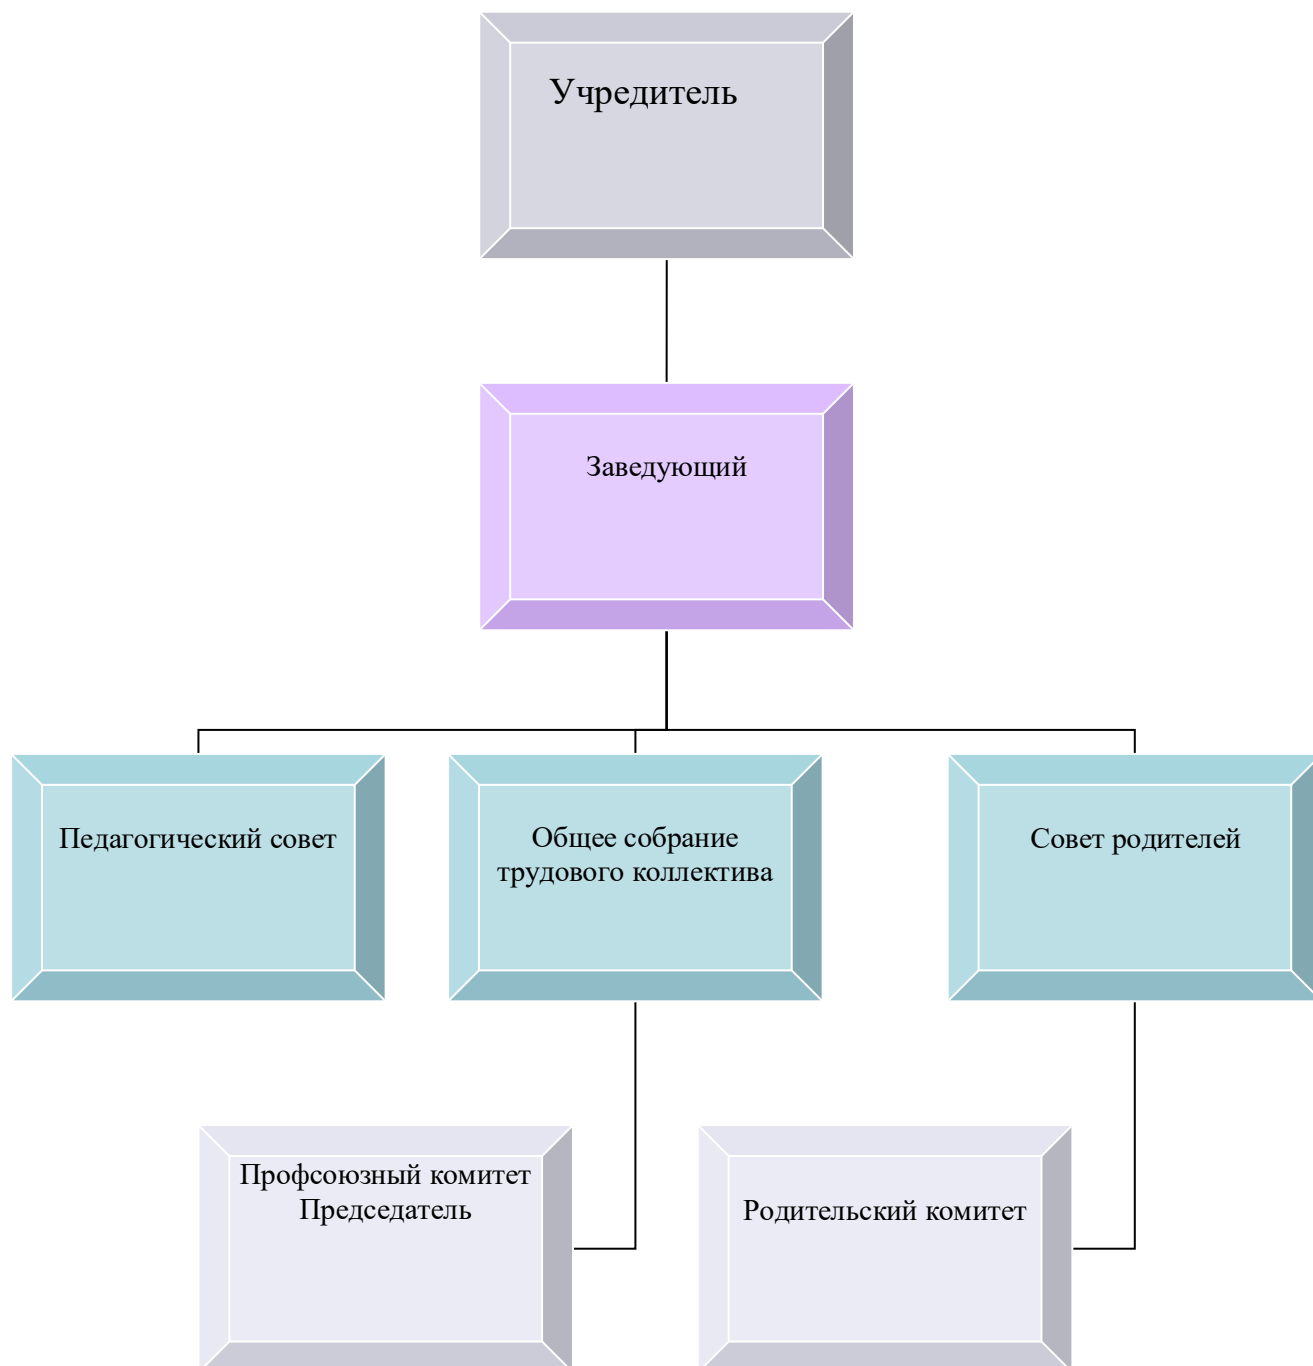 Учредитель
Заведующий
Педагогический совет
Общее собрание
трудового коллектива
Совет родителей
Профсоюзный комитет
Председатель
Родительский комитет